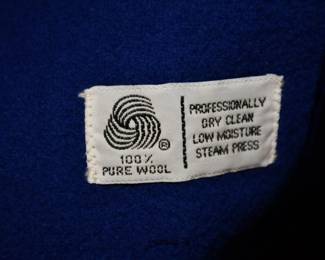 ®
100%
PURE WOOL
PROFESSIONALLY
DRY CLEAN
LOW MOISTURE
STEAM PRESS